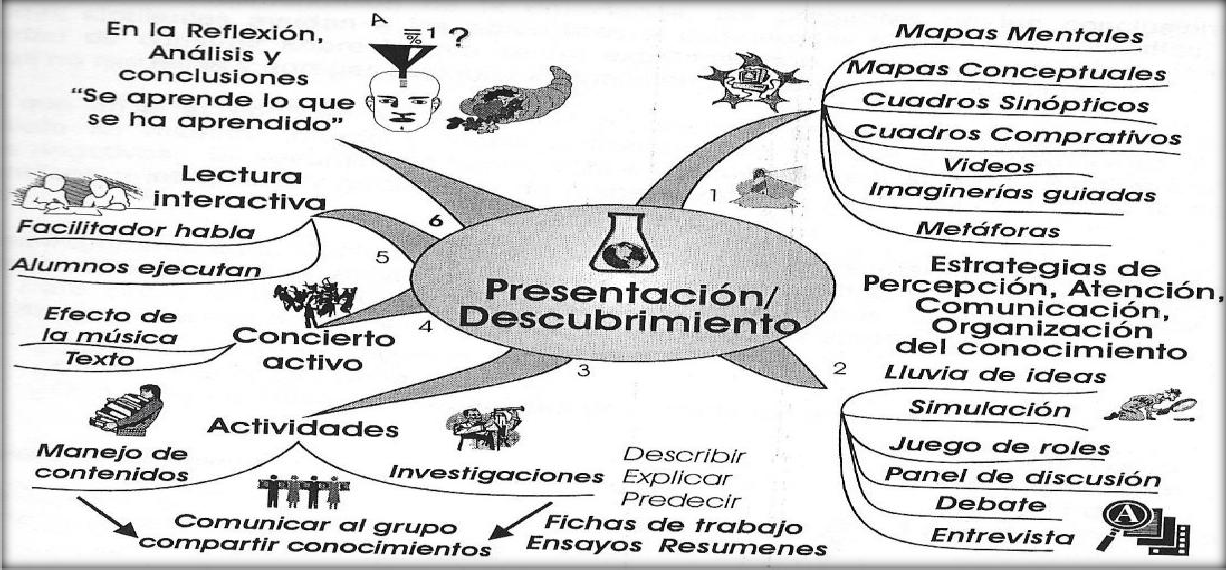 En la Reflexión,
Análisis y
conclusiones
“Se aprende lo que
se ha aprendido”
A
%
1 ?
Mapas Mentales
Mapas Conceptuales
Cuadros Sinópticos
Cuadros Comprativos
Videos
Imaginerías guiadas
Metáforas
1
Presentación/
Descubrimiento
Estrategias de
Percepción, Atención,
Comunicación,
Organización
del conocimiento
2
Lluvia de ideas
Simulación
Juego de roles
Panel de discusión
Debate
Entrevista
A
3
Actividades
Manejo de
contenidos
Investigaciones
Describir
Explicar
Predecir
Comunicar al grupo
compartir conocimientos
Fichas de trabajo
Ensayos Resumenes
4
Concierto
activo
Efecto de
la música
Texto
5
Lectura
interactiva
Facilitador habla
Alumnos ejecutan
6